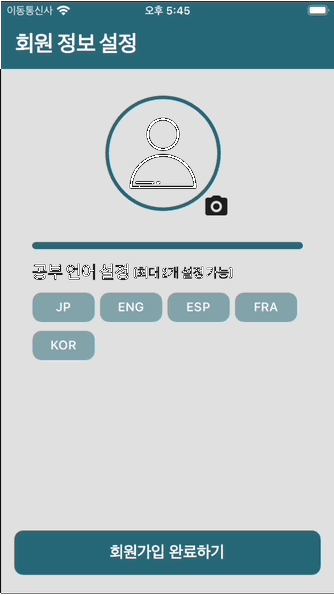 이동통신사 오후 5:45
회원 정보 설정
공부 언어 설정 (최대 2개 설정 가능)
JP ENG ESP FRA
KOR
회원가입 완료하기